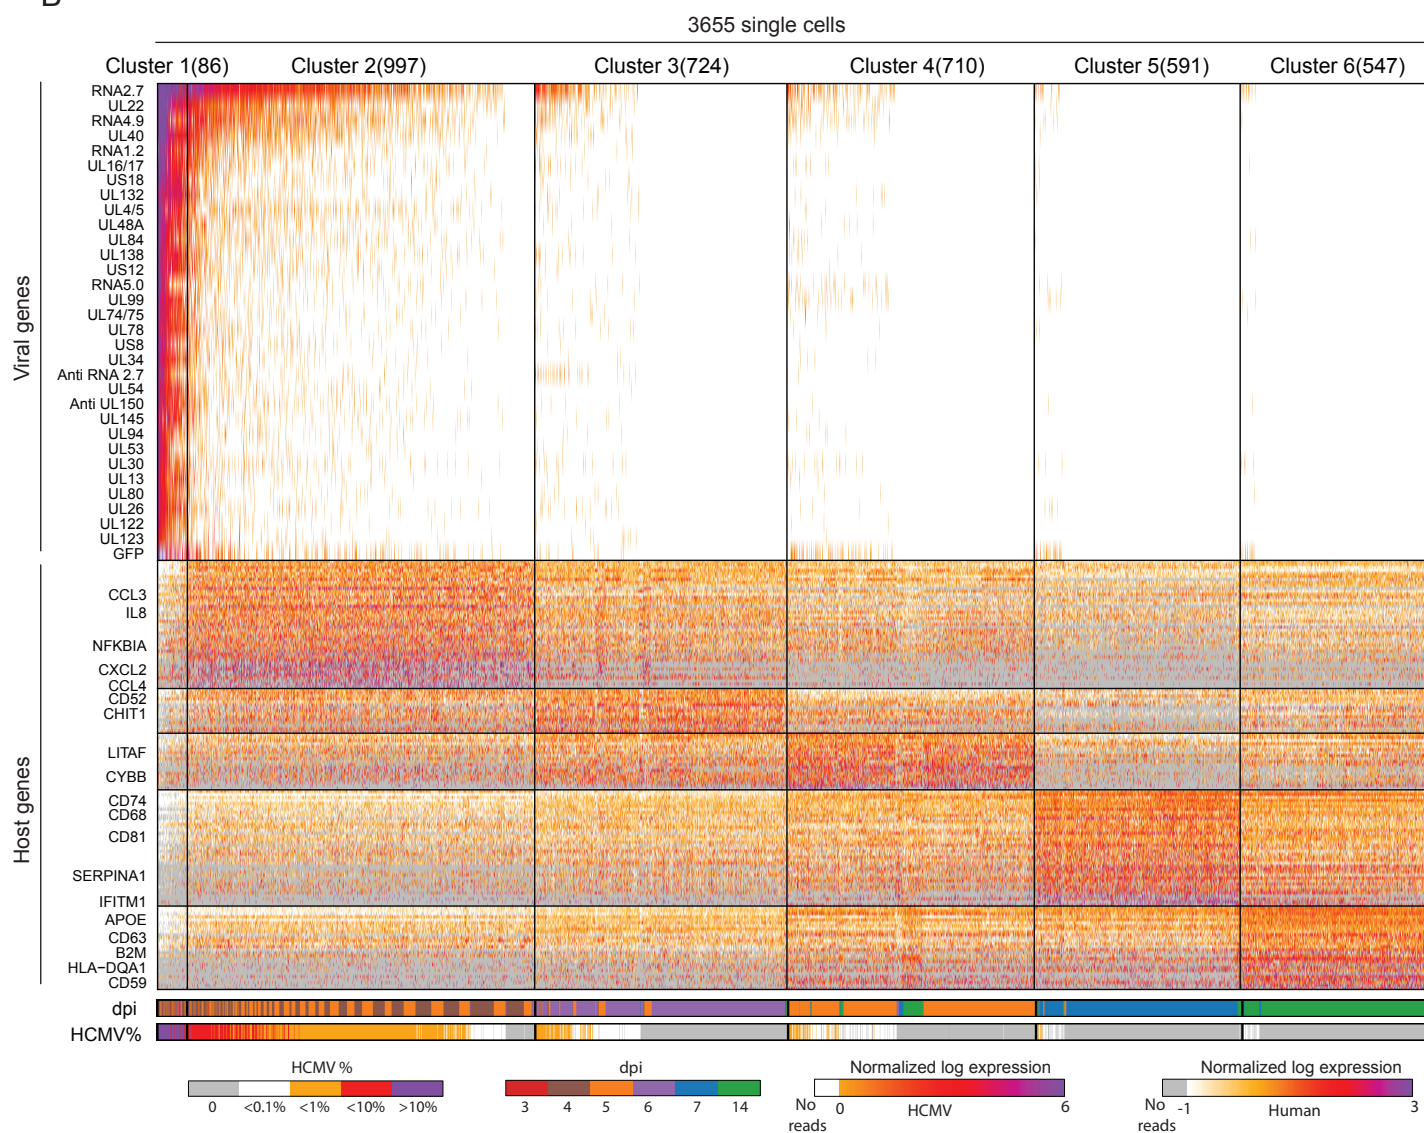 B
3655 single cells
Cluster 1(86) Cluster 2(997) Cluster 3(724) Cluster 4(710) Cluster 5(591) Cluster 6(547)
Viral genes
RNA2.7
UL22
RNA4.9
UL40
RNA1.2
UL16/17
US18
UL132
UL4/5
UL48A
UL84
UL138
US12
RNA5.0
UL99
UL74/75
UL78
US8
UL34
Anti RNA 2.7
UL54
Anti UL150
UL145
UL94
UL53
UL30
UL13
UL80
UL26
UL122
UL123
GFP
Host genes
CCL3
IL8
NFKBIA
CXCL2
CCL4
CD52
CHIT1
LITAF
CYBB
CD74
CD68
CD81
SERPINA1
IFITM1
APOE
CD63
B2M
HLA−DQA1
CD59
dpi
HCMV%
HCMV %
0 <0.1% <1% <10% >10%
dpi
3 4 5 6 7 14
Normalized log expression
No reads 0 HCMV 6
Normalized log expression
No reads -1 Human 3